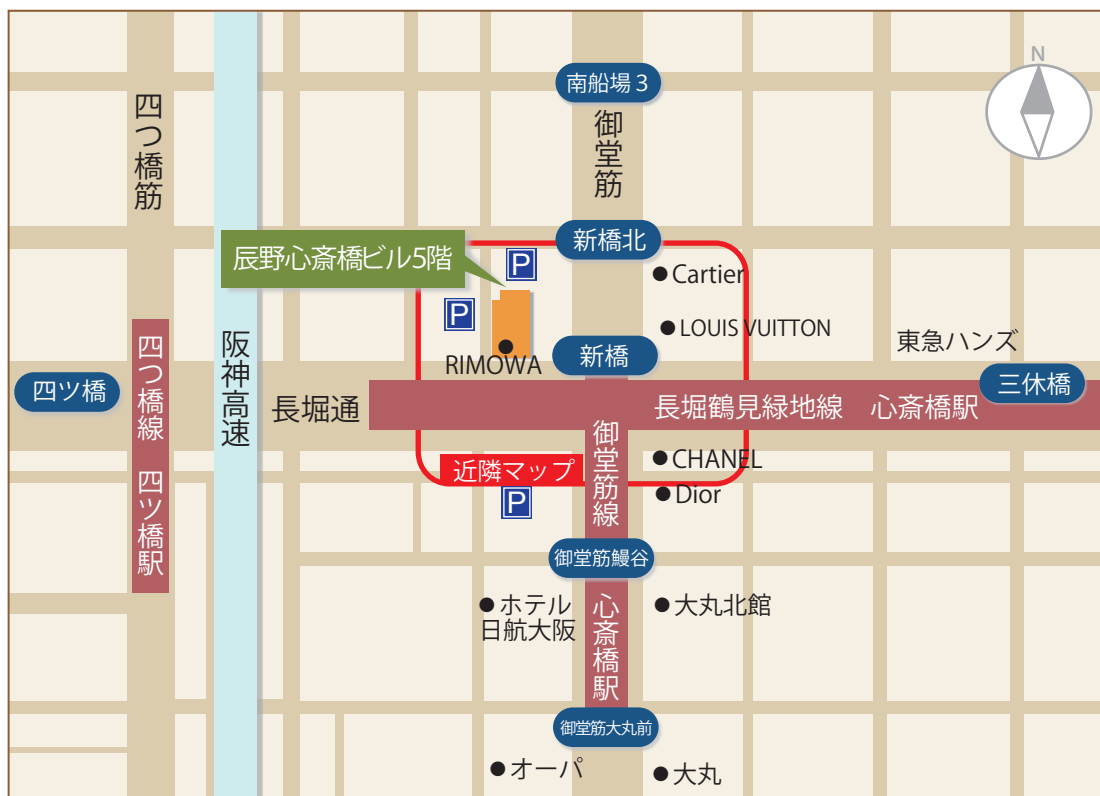 N
南船場3
四つ橋筋
御堂筋
新橋北
辰野心斎橋ビル5階
P
Cartier
P
LOUIS VUITTON
RIMOWA
新橋
東急ハンズ
四ツ橋
四つ橋線 四ツ橋駅
阪神高速
長堀通
長堀鶴見緑地線 心斎橋駅
三休橋
御堂筋線
CHANEL
近隣マップ
P
Dior
御堂筋鰻谷
ホテル
日航大阪
心斎橋駅
大丸北館
御堂筋大丸前
オーパ
大丸